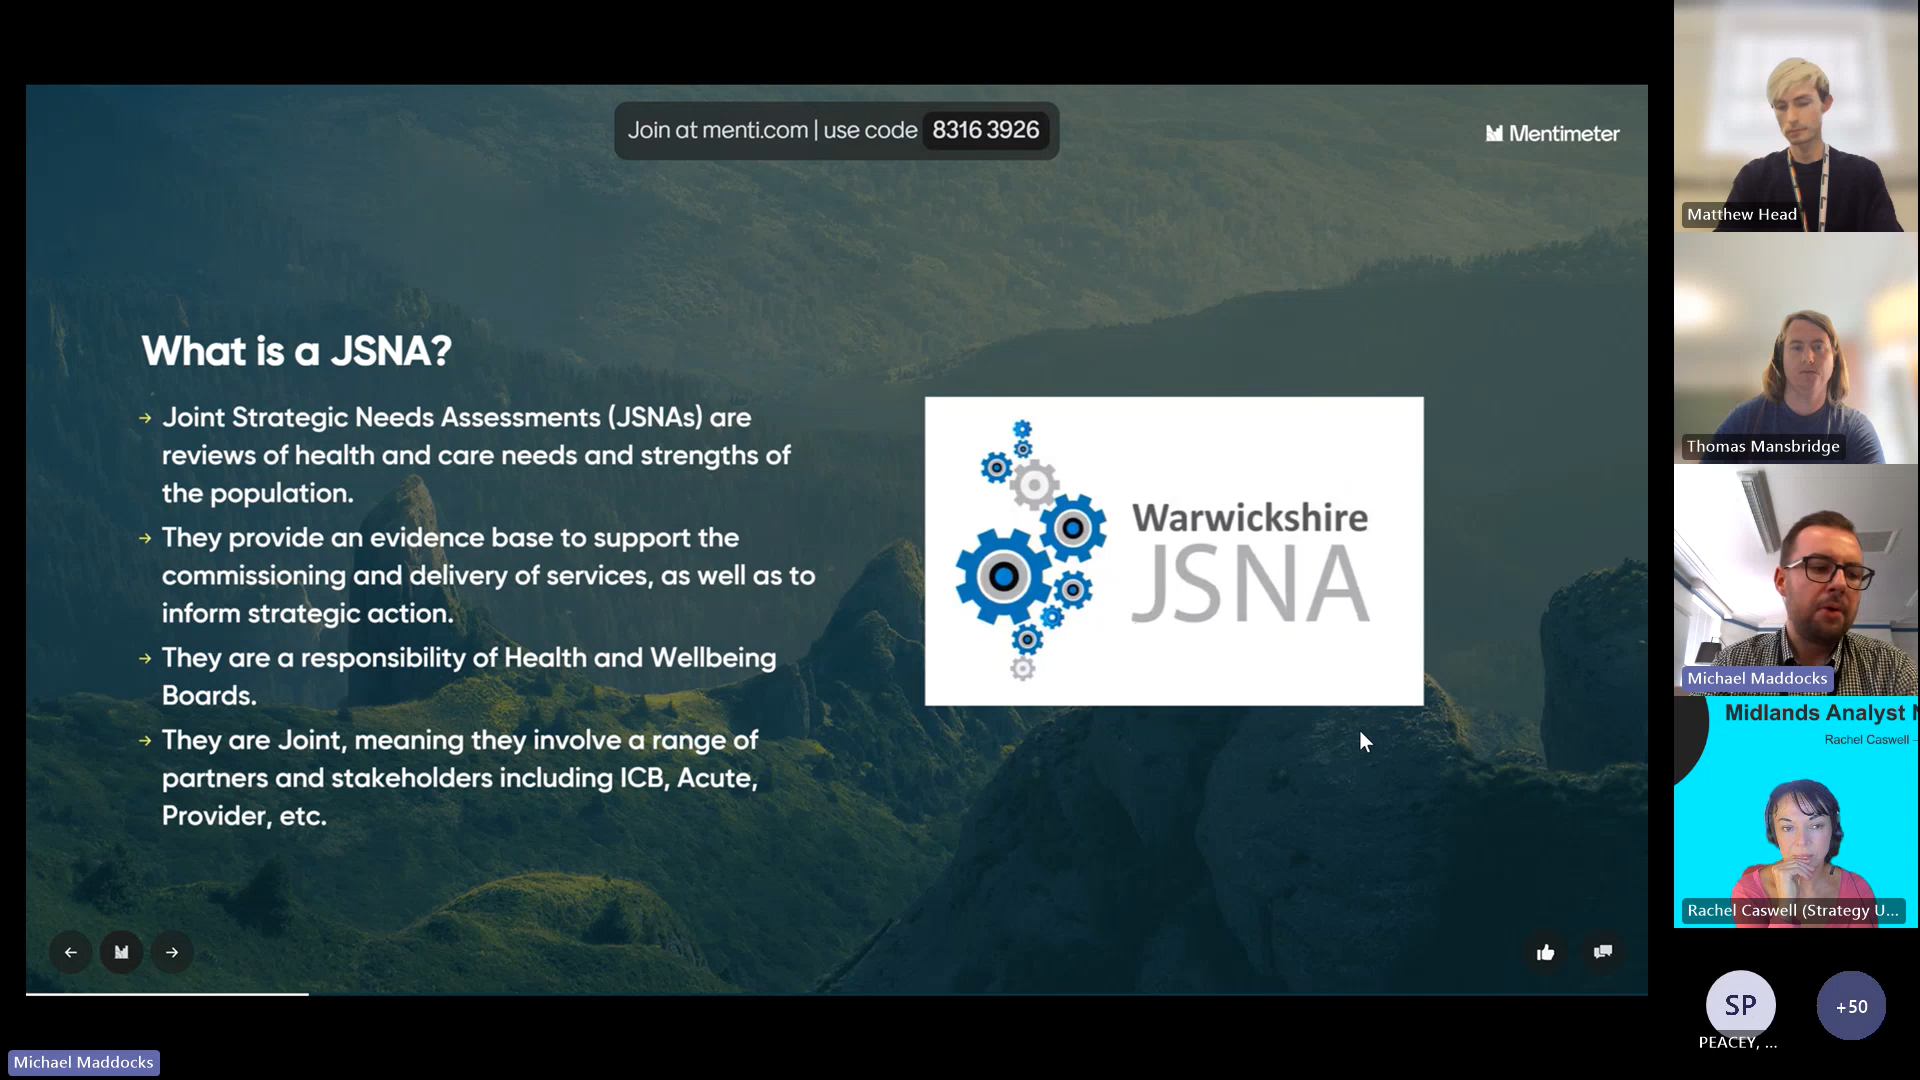 Join at menti.com | use code 8316 3926
Mentimeter
What is a JSNA?
→ Joint Strategic Needs Assessments (JSNAs) are
reviews of health and care needs and strengths of
the population.
→ They provide an evidence base to support the
commissioning and delivery of services, as well as to
inform strategic action.
→ They are a responsibility of Health and Wellbeing
Boards.
→ They are Joint, meaning they involve a range of
partners and stakeholders including ICB, Acute,
Provider, etc.
Warwickshire
JSNA
Matthew Head
Thomas Mansbridge
Michael Maddocks
Midlands Analyst
Rachel Caswell –
Rachel Caswell (Strategy U...
SP
PEACEY, ...
+50
Michael Maddocks